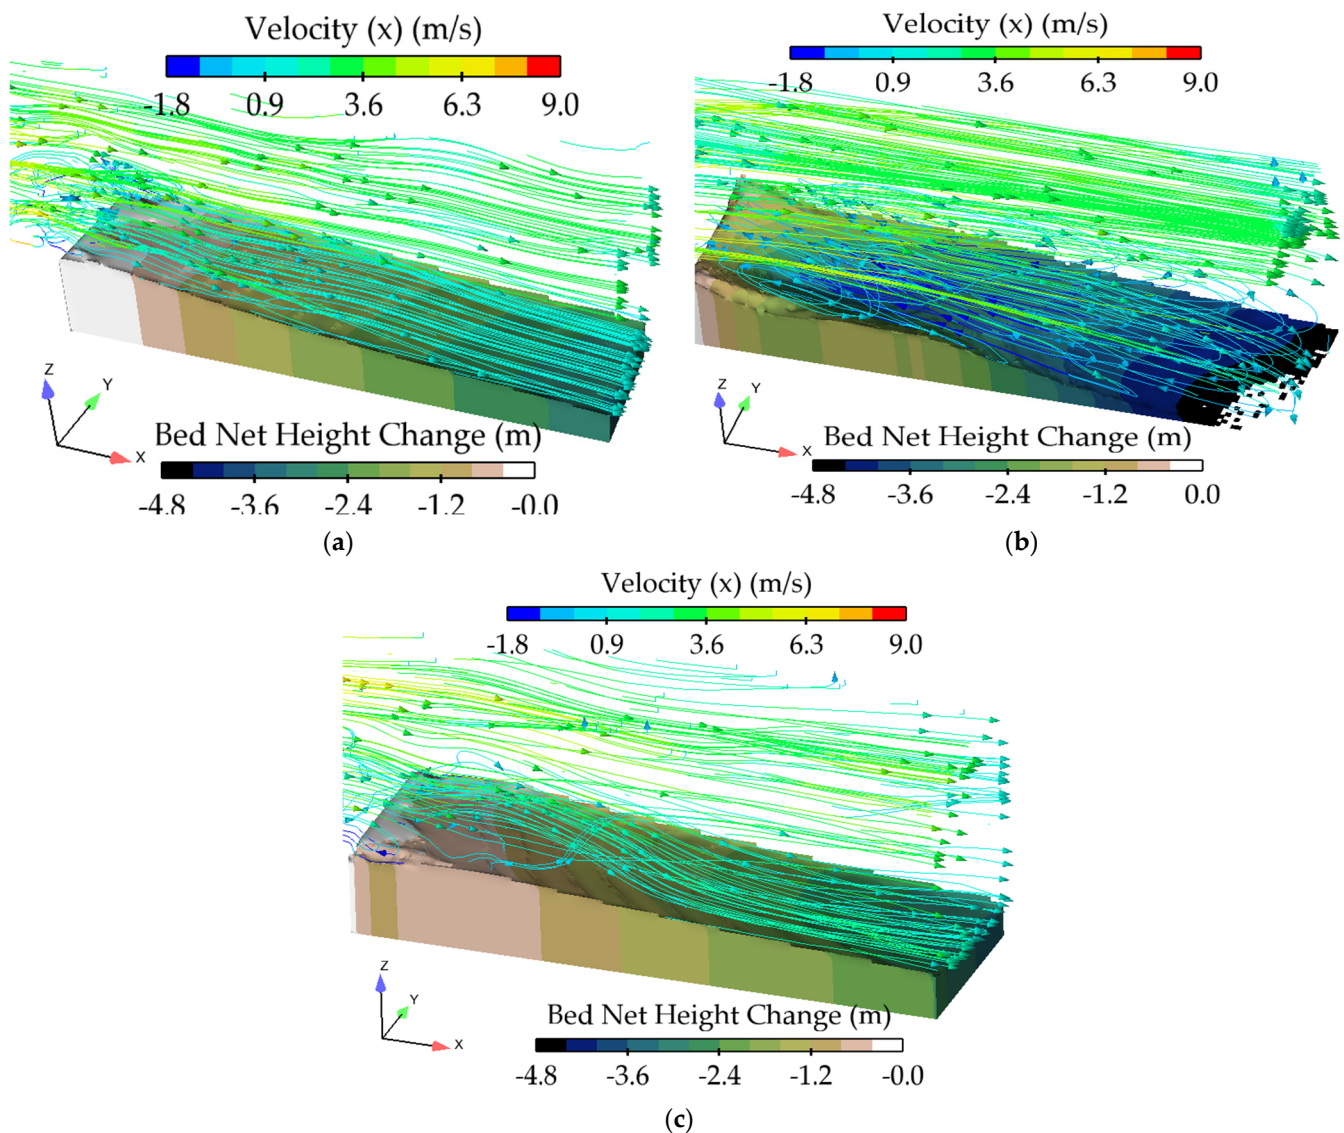 Velocity (x) (m/s)
-1.8 0.9 3.6 6.3 9.0
Z
Y
X
Bed Net Height Change (m)
-4.8 -3.6 -2.4 -1.2 -0.0
(a)
Velocity (x) (m/s)
-1.8 0.9 3.6 6.3 9.0
Z
Y
X
Bed Net Height Change (m)
-4.8 -3.6 -2.4 -1.2 0.0
(b)
Velocity (x) (m/s)
-1.8 0.9 3.6 6.3 9.0
Z
Y
X
Bed Net Height Change (m)
-4.8 -3.6 -2.4 -1.2 -0.0
(c)